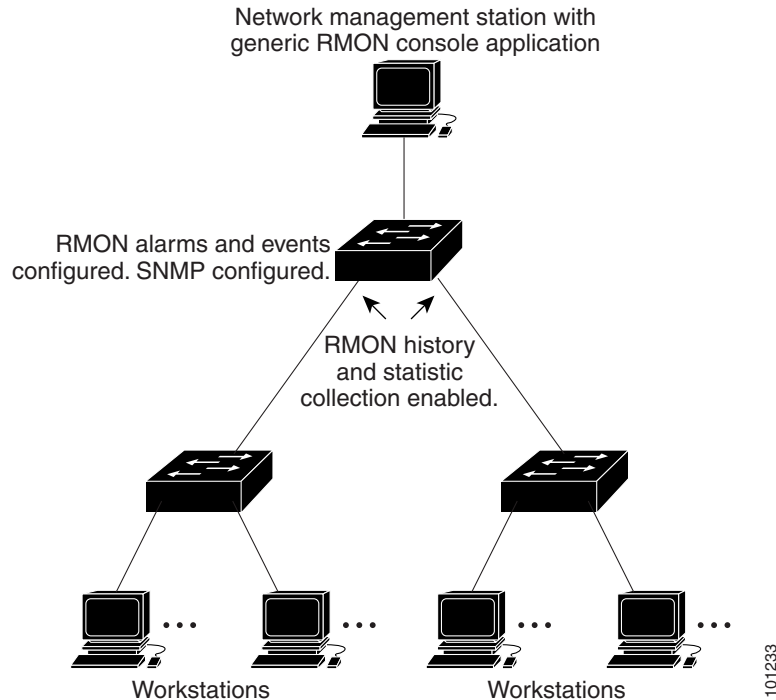 Network management station with
generic RMON console application
RMON alarms and events
configured. SNMP configured.
RMON history
and statistic
collection enabled.
Workstations
Workstations
101233